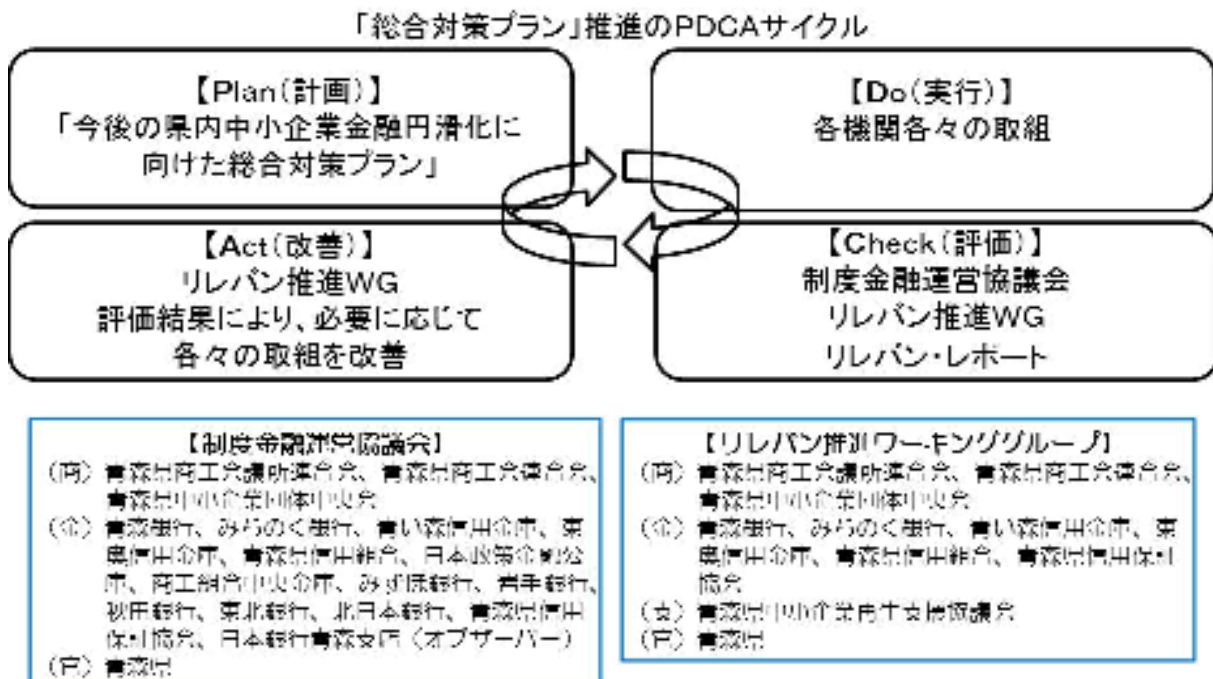 「総合対策プラン」推進のPDCAサイクル
【Plan(計画)】
「今後の県内中小企業金融円滑化に
向けた総合対策プラン」
【Do(実行)】
各機関各々の取組
【Act(改善)】
リレバン推進WG
評価結果により、必要に応じて
各々の取組を改善
【Check(評価)】
制度金融運営協議会
リレバン推進WG
リレバン・レポート
【制度金融運営協議会】
(商) 青森県商工会議所連合会、青森県商工会連合会、
青森県中小企業団体中央会
(金) 青森銀行、みちのく銀行、青い森信用金庫、東
奥信用金庫、青森県信用組合、日本政策金融公
庫、商工組合中央金庫、みずほ銀行、岩手銀行、
秋田銀行、東北銀行、北日本銀行、青森県信用
保証協会、日本銀行青森支店(オブザーバー)
(官) 青森県
【リレバン推進ワーキンググループ】
(商) 青森県商工会議所連合会、青森県商工会連合会、
青森県中小企業団体中央会
(金) 青森銀行、みちのく銀行、青い森信用金庫、東
奥信用金庫、青森県信用組合、青森県信用保証
協会
(支) 青森県中小企業再生支援協議会
(官) 青森県